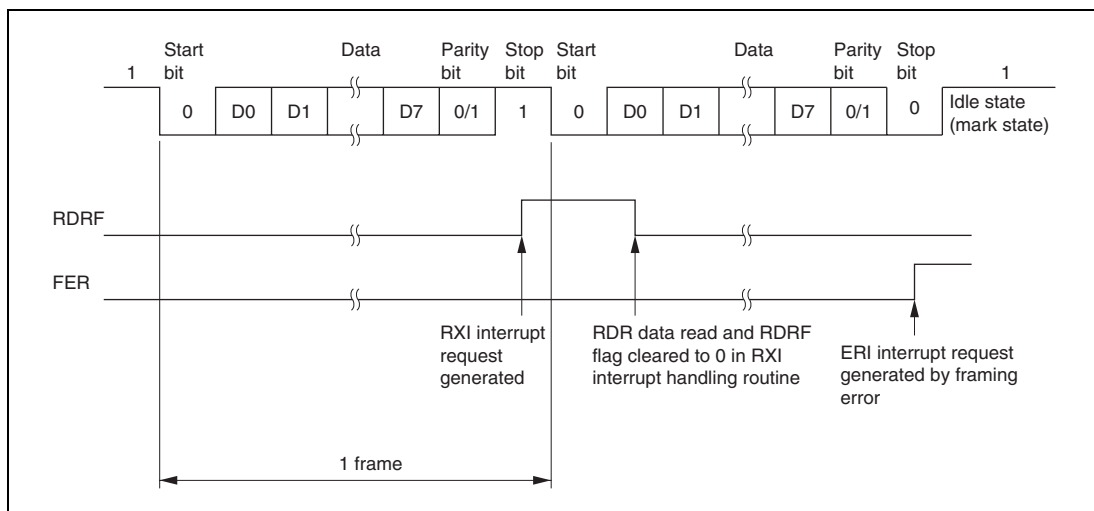 Start bit Data Parity bit Stop bit Start bit Data Parity bit Stop bit
1 1
0 D0 D1 D7 0/1 1 0 D0 D1 D7 0/1 0 Idle state (mark state)
RDRF
FER
RXI interrupt
request
generated
RDR data read and RDRF
flag cleared to 0 in RXI
interrupt handling routine
ERI interrupt request
generated by framing
error
1 frame